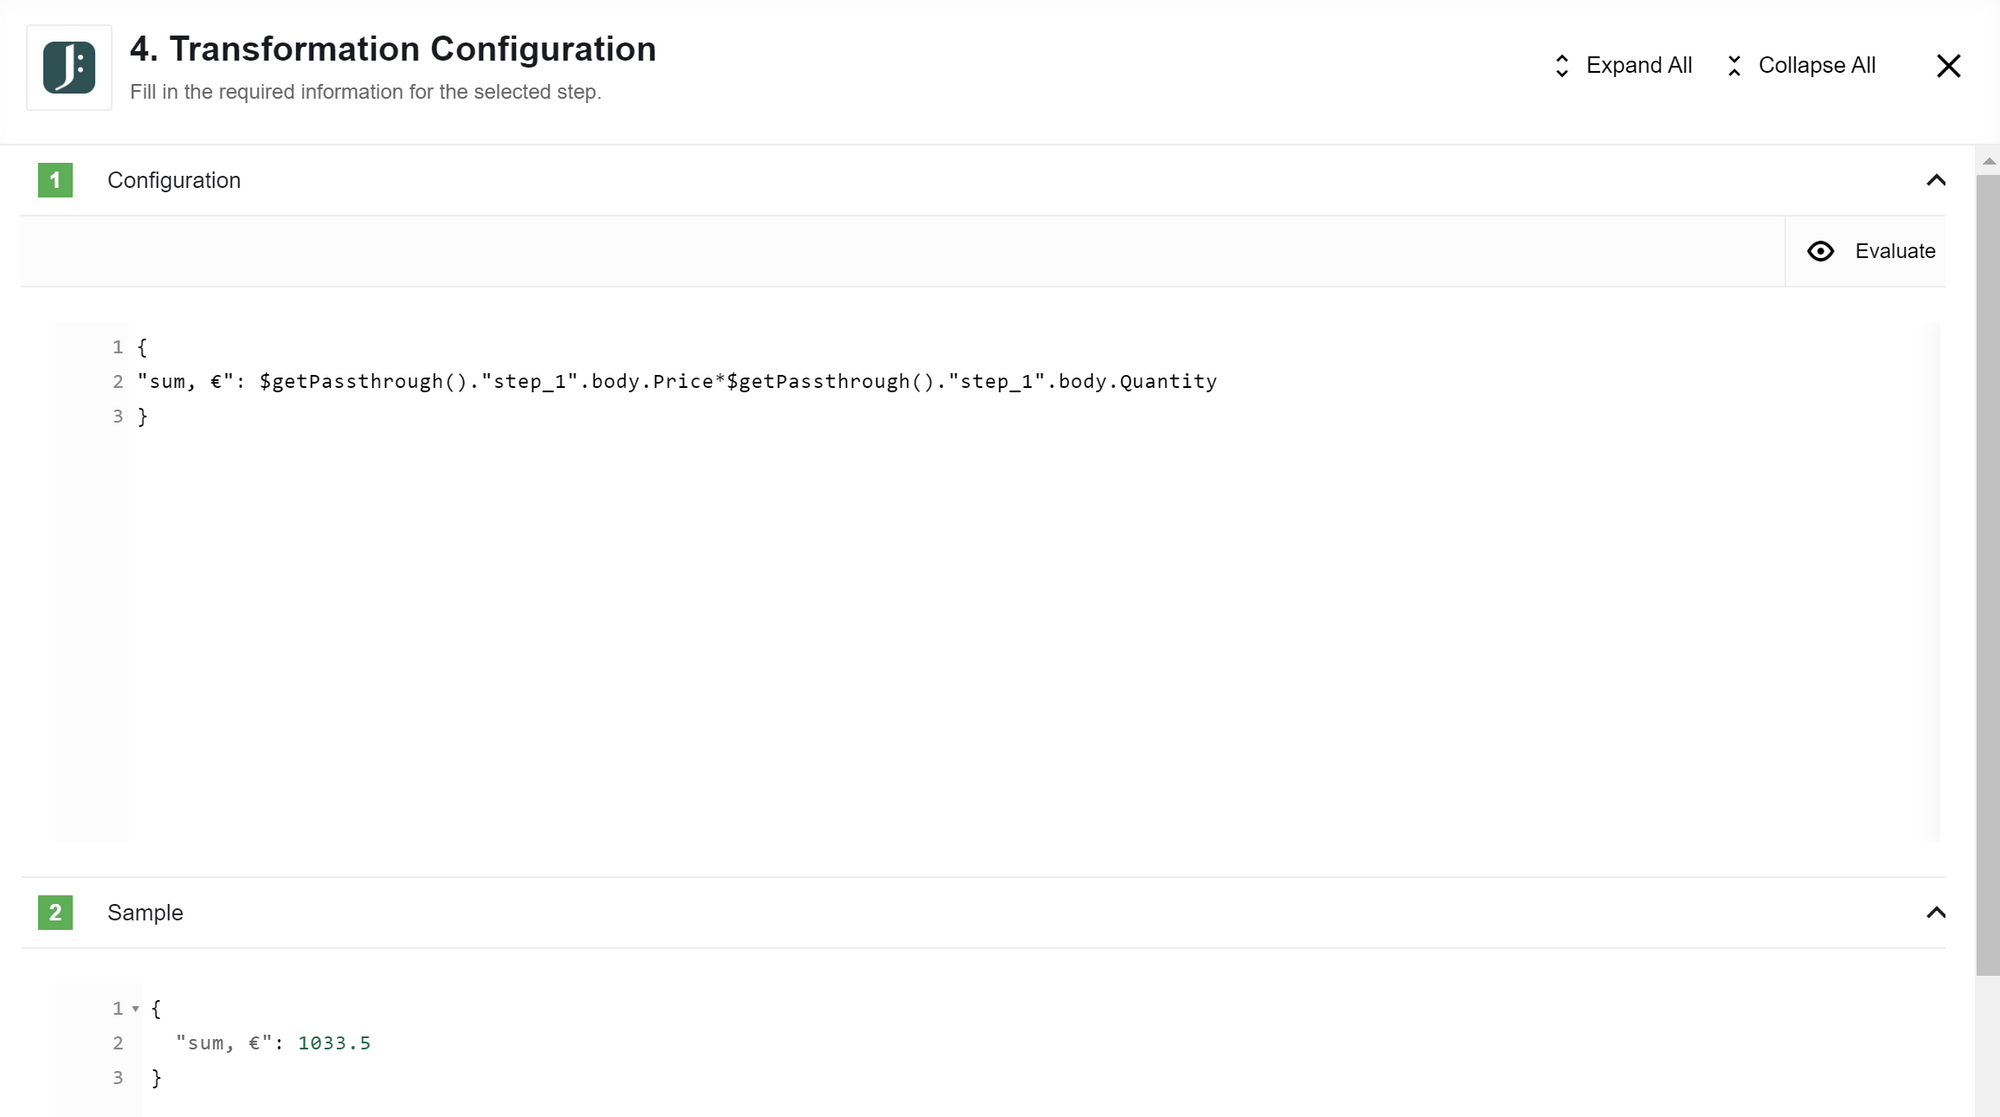 J:
4. Transformation Configuration
Fill in the required information for the selected step.
Expand All
Collapse All
1 Configuration
Evaluate
1 {
2 "sum, €": $getPassthrough()."step_1".body.Price*$getPassthrough()."step_1".body.Quantity
3 }
2 Sample
1 {
2 "sum, €": 1033.5
3 }